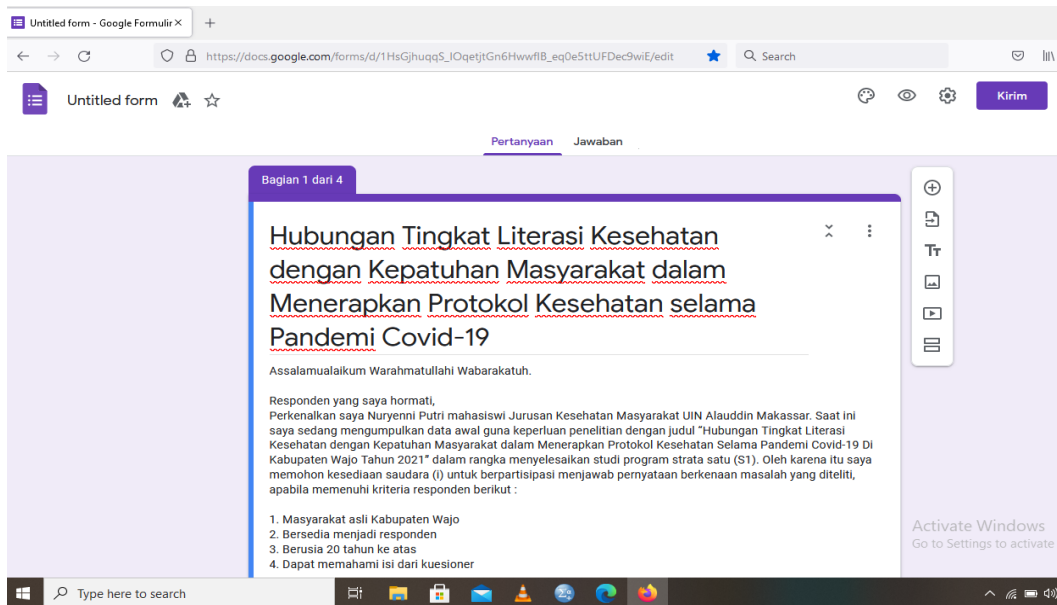 Untitled form - Google Formulir
https://docs.google.com/forms/d/1HsGjhuqqS_IOqetjtGn6HwwflB_eq0e5ttUFDec9wiE/edit
Search
Untitled form
Kirim
Pertanyaan Jawaban
Bagian 1 dari 4
Hubungan Tingkat Literasi Kesehatan
dengan Kepatuhan Masyarakat dalam
Menerapkan Protokol Kesehatan selama
Pandemi Covid-19
Assalamualaikum Warahmatullahi Wabarakatuh.
Responden yang saya hormati,
Perkenalkan saya Nuryenni Putri mahasiswi Jurusan Kesehatan Masyarakat UIN Alauddin Makassar. Saat ini
saya sedang mengumpulkan data awal guna keperluan penelitian dengan judul "Hubungan Tingkat Literasi
Kesehatan dengan Kepatuhan Masyarakat dalam Menerapkan Protokol Kesehatan Selama Pandemi Covid-19 Di
Kabupaten Wajo Tahun 2021" dalam rangka menyelesaikan studi program strata satu (S1). Oleh karena itu saya
memohon kesediaan saudara (i) untuk berpartisipasi menjawab pernyataan berkenaan masalah yang diteliti,
apabila memenuhi kriteria responden berikut :
1. Masyarakat asli Kabupaten Wajo
2. Bersedia menjadi responden
3. Berusia 20 tahun ke atas
4. Dapat memahami isi dari kuesioner
Activate Windows
Go to Settings to activate
Type here to search